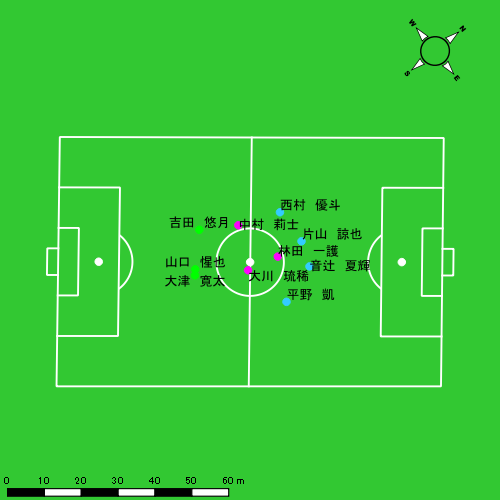 W
N
S
E
西村 優斗
吉田 悠月
中村 莉士
片山 諒也
林田 一護
山口 惺也
音辻 夏輝
大津 寛太
大川 琉稀
平野 凱
0 10 20 30 40 50 60 m